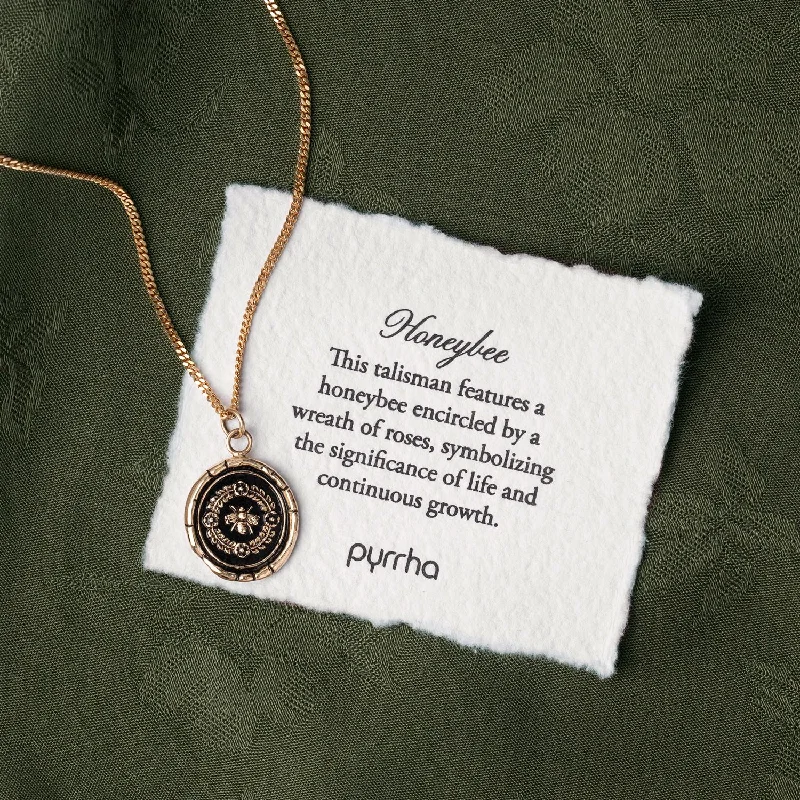 Honeybee
This talisman features a
honeybee encircled by a
wreath of roses, symbolizing
the significance of life and
continuous growth.
pyrrha